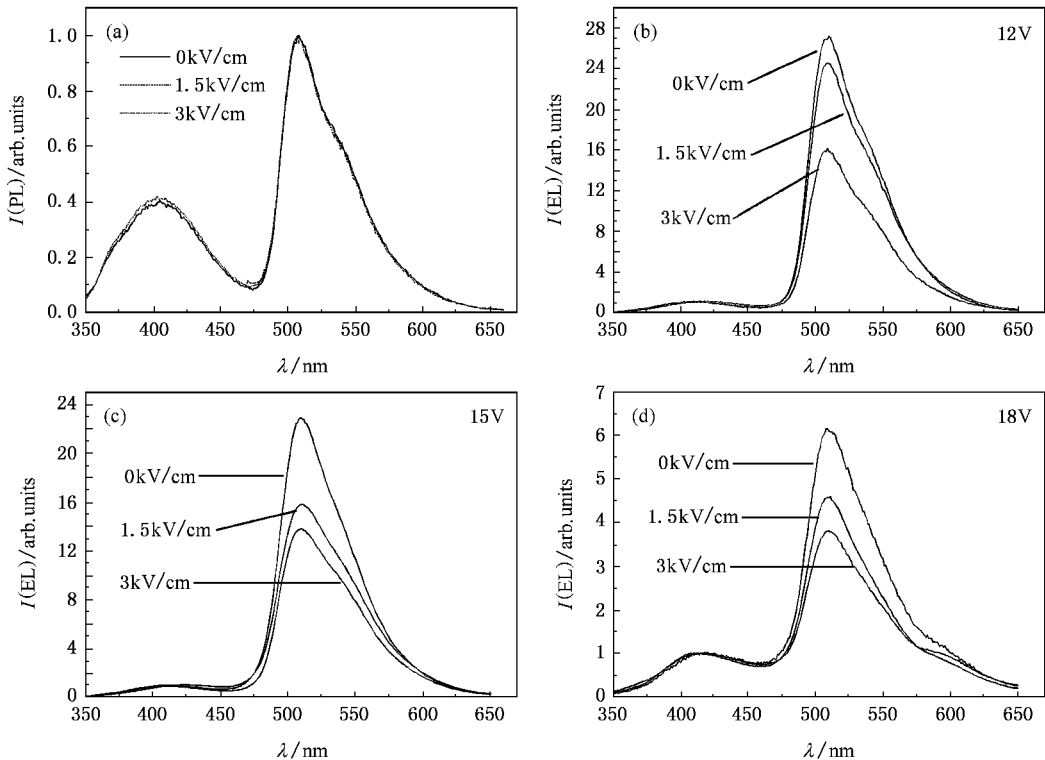 (a)
0kV/cm
1.5kV/cm
3kV/cm
I(PL)/arb.units
1.0
0.8
0.6
0.4
0.2
0.0
350 400 450 500 550 600 650
λ/nm
(b)
12V
0kV/cm
1.5kV/cm
3kV/cm
I(EL)/arb.units
28
24
20
16
12
8
4
0
350 400 450 500 550 600 650
λ/nm
(c)
15V
0kV/cm
1.5kV/cm
3kV/cm
I(EL)/arb.units
24
22
16
12
10
4
0
350 400 450 500 550 600 650
λ/nm
(d)
18V
0kV/cm
1.5kV/cm
3kV/cm
I(EL)/arb.units
7
6
5
4
3
2
1
0
350 400 450 500 550 600 650
λ/nm